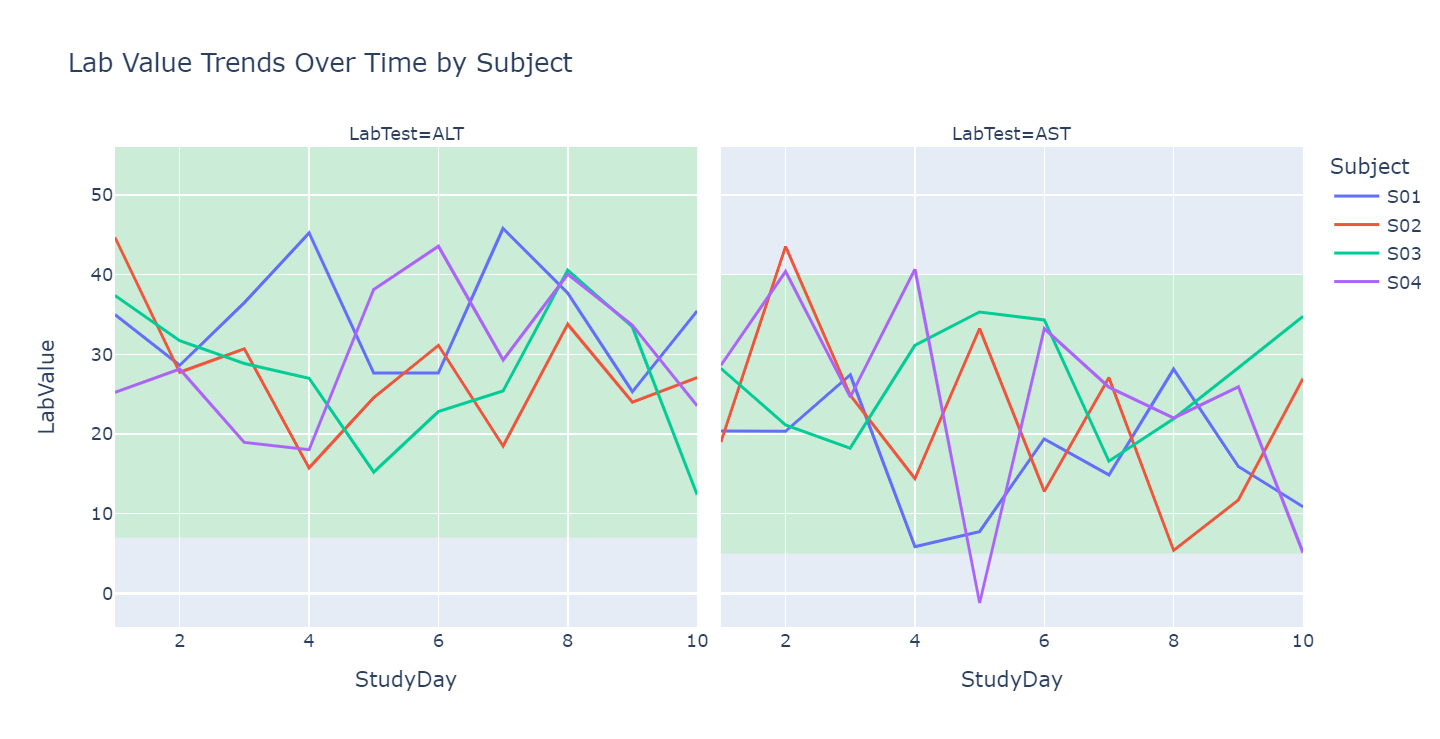 Lab Value Trends Over Time by Subject
LabTest=ALT
LabTest=AST
Subject
S01
S02
S03
S04
LabValue
50
40
30
20
10
0
2 4 6 8 10
2 4 6 8 10
StudyDay
StudyDay